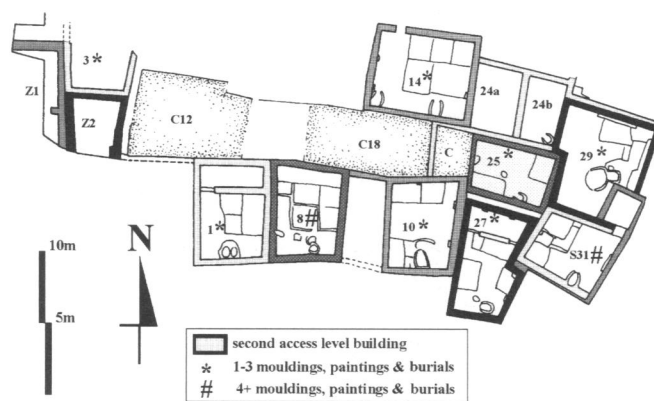 3*
14*
24a
24b
Z1
Z2
C12
C18
C
25*
29*
1*
8#
10*
27*
S31#
10m
5m
N
second access level building
* 1-3 mouldings, paintings & burials
# 4+ mouldings, paintings & burials